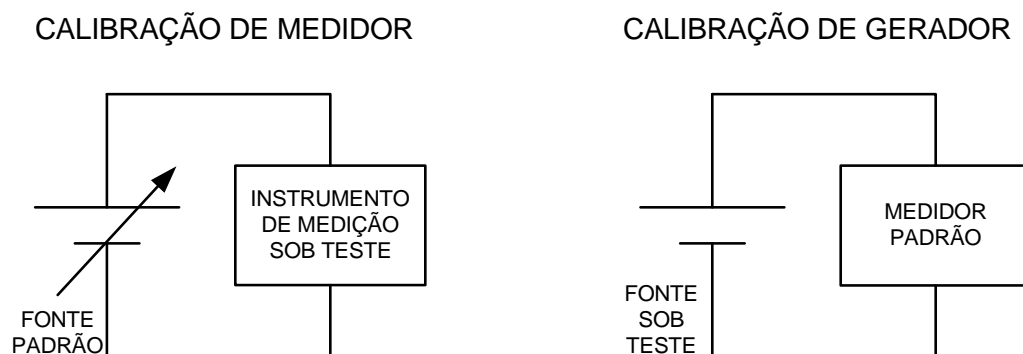 CALIBRAÇÃO DE MEDIDOR
CALIBRAÇÃO DE GERADOR
INSTRUMENTO
DE MEDIÇÃO
SOB TESTE
FONTE
PADRÃO
MEDIDOR
PADRÃO
FONTE
SOB
TESTE